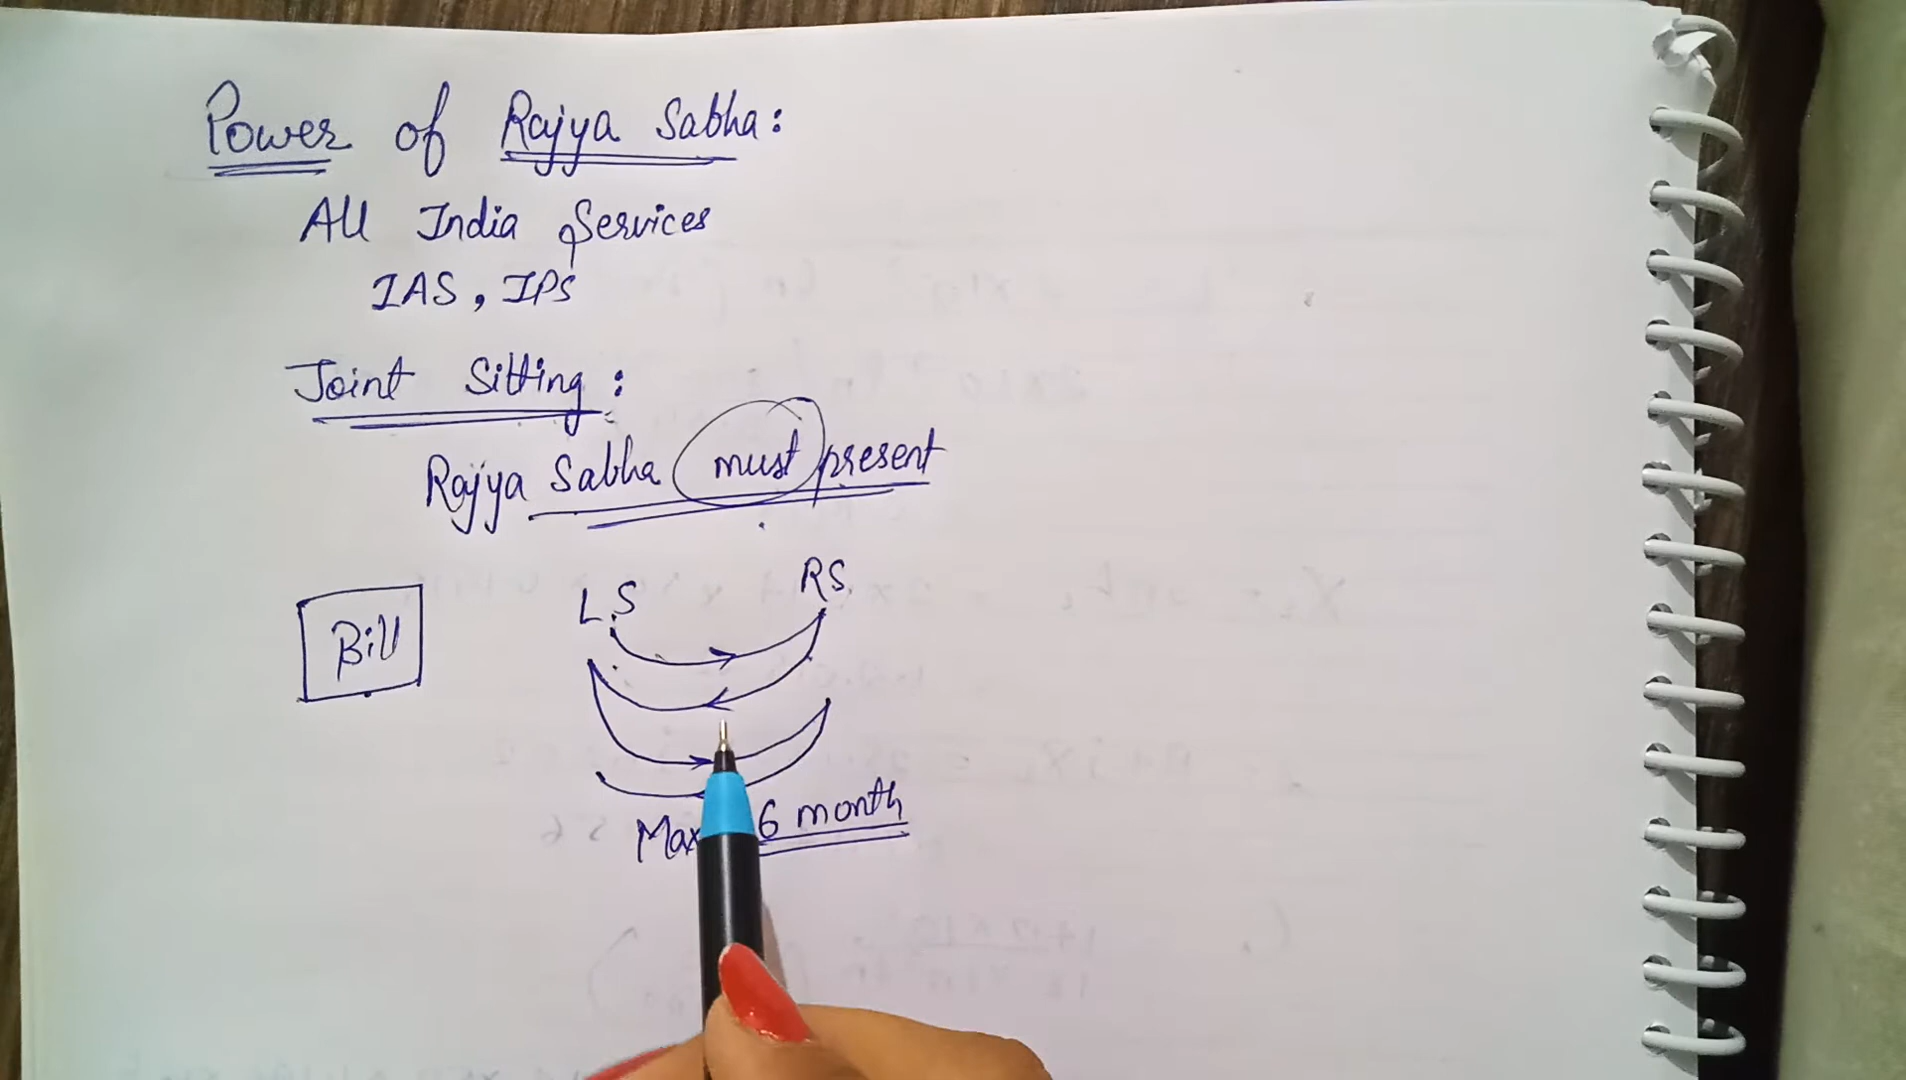 Power of Rajya Sabha:
All India Services
IAS, IPS
Joint Sitting:
Rajya Sabha must present
LS RS
Bill
Max 6 month